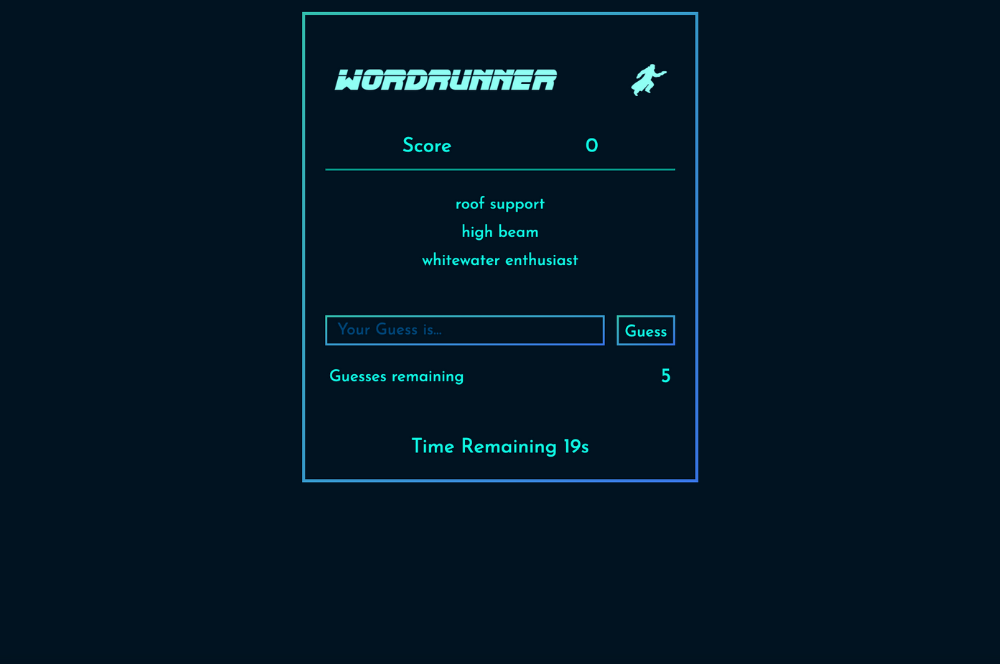 WORDRUNNER
Score 0
roof support
high beam
whitewater enthusiast
Your Guess is...
Guess
Guesses remaining 5
Time Remaining 19s